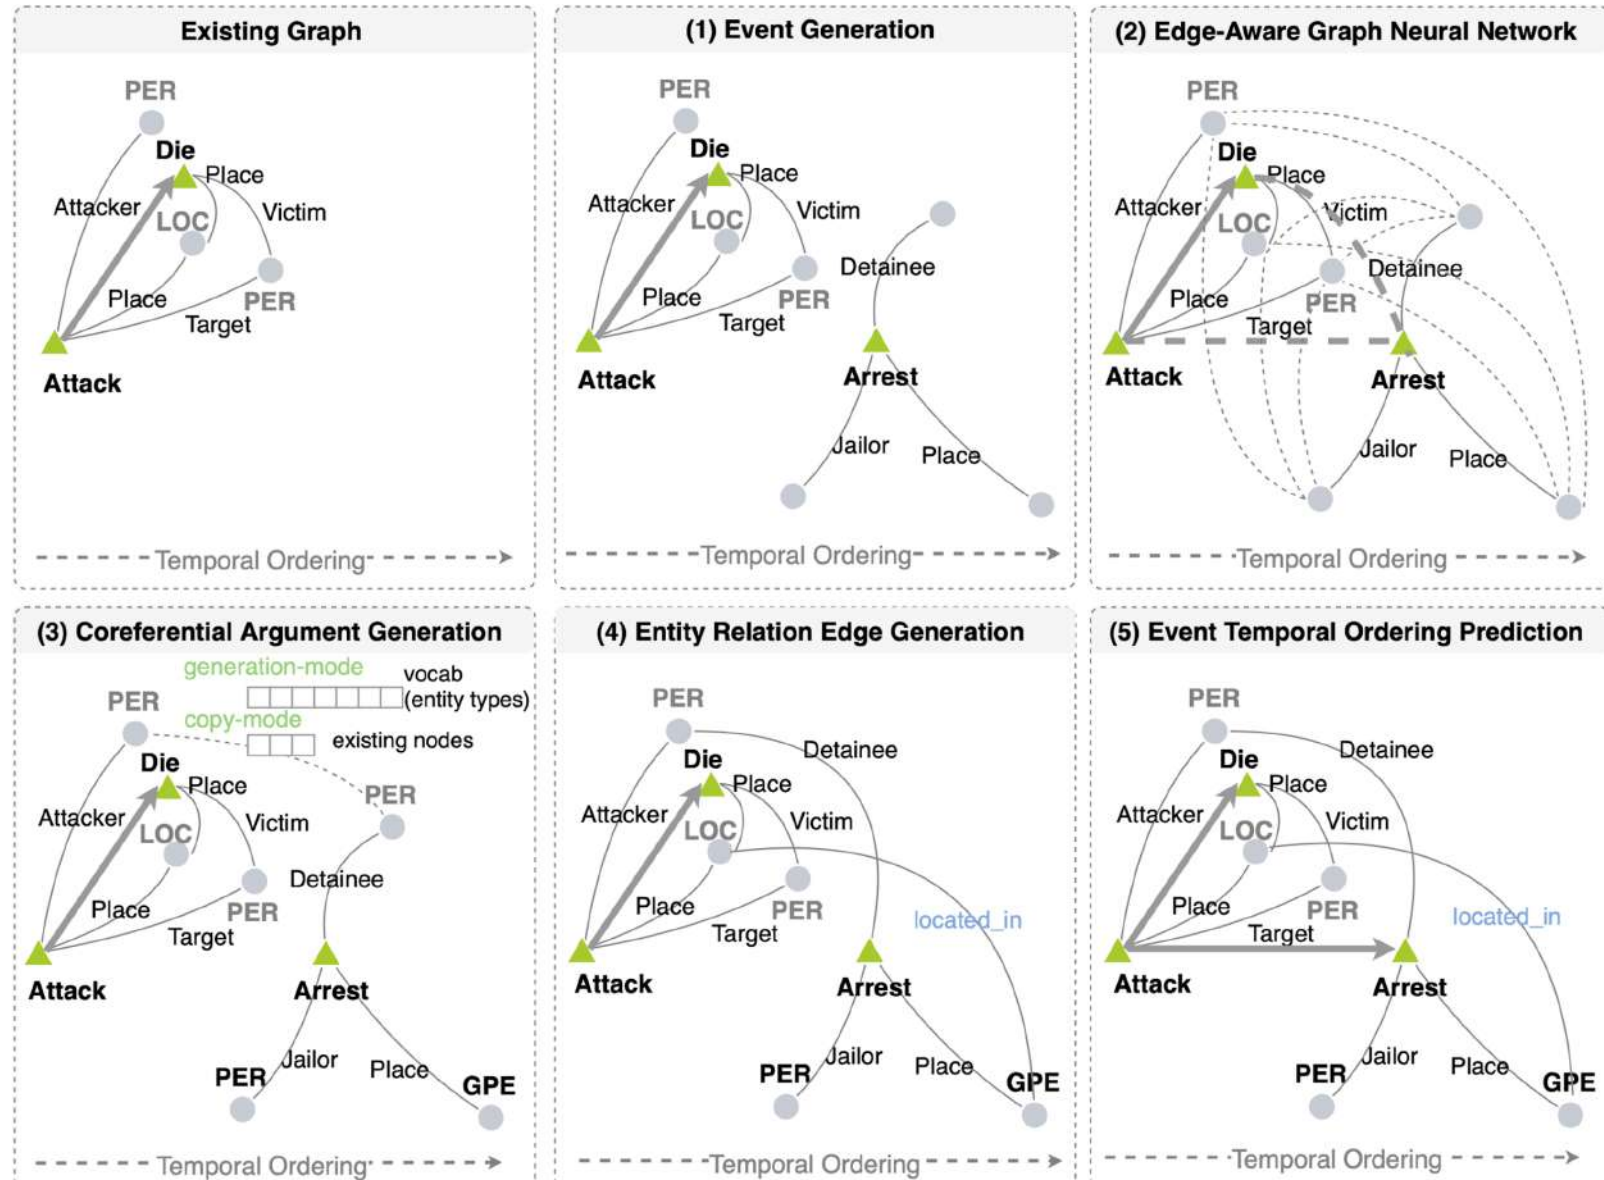 Existing Graph
PER
Die
Place
Attacker
LOC
Victim
Place
PER
Target
Attack
Temporal Ordering
(1) Event Generation
PER
Die
Place
Attacker
LOC
Victim
Detainee
Place
PER
Target
Attack
Arrest
Jailor
Place
Temporal Ordering
(2) Edge-Aware Graph Neural Network
PER
Die
Place
Attacker
LOC
Victim
Detainee
Place
PER
Target
Attack
Arrest
Jailor
Place
Temporal Ordering
(3) Coreferential Argument Generation
generation-mode
vocab
(entity types)
PER
copy-mode
existing nodes
Die
Place
PER
Attacker
LOC
Victim
Detainee
Place
PER
Target
Attack
Arrest
Jailor
Place
PER
GPE
Temporal Ordering
(4) Entity Relation Edge Generation
PER
Detainee
Die
Place
Attacker
LOC
Victim
Place
PER
located_in
Target
Attack
Arrest
Jailor
Place
PER
GPE
Temporal Ordering
(5) Event Temporal Ordering Prediction
PER
Detainee
Die
Place
Attacker
LOC
Victim
Place
PER
located_in
Target
Attack
Arrest
Jailor
Place
PER
GPE
Temporal Ordering